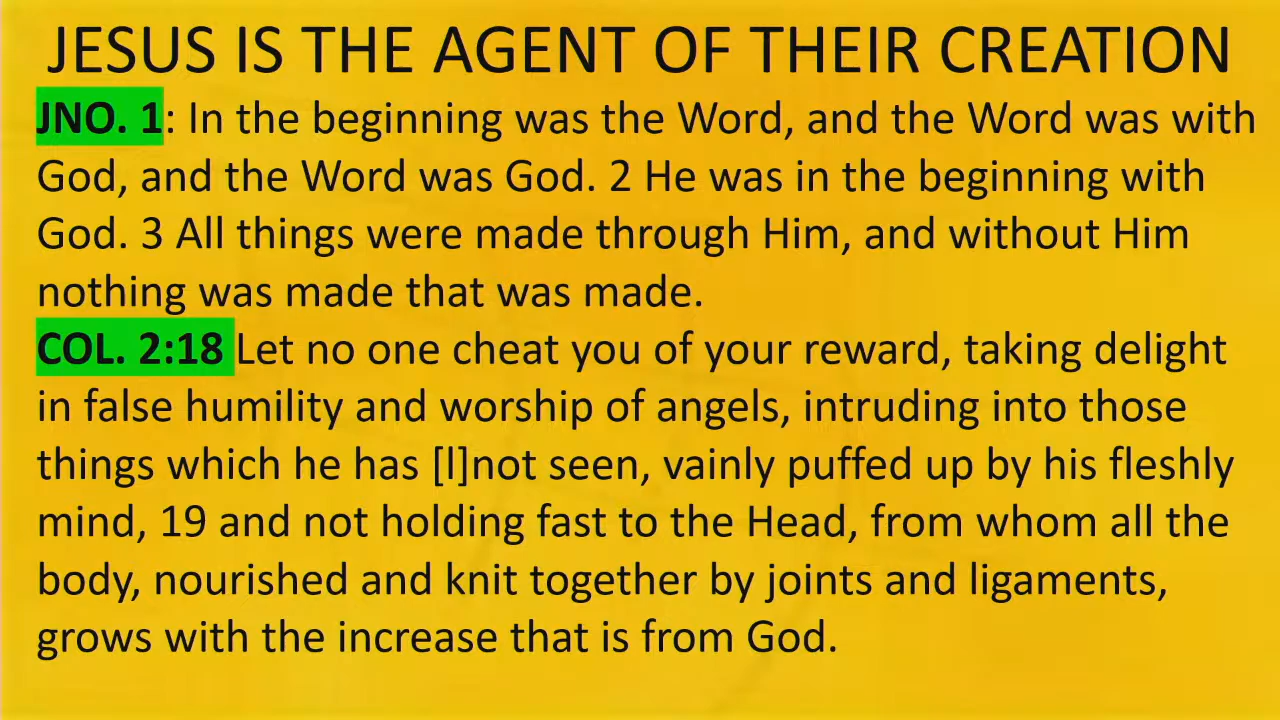 JESUS IS THE AGENT OF THEIR CREATION
JNO. 1: In the beginning was the Word, and the Word was with
God, and the Word was God. 2 He was in the beginning with
God. 3 All things were made through Him, and without Him
nothing was made that was made.
COL. 2:18 Let no one cheat you of your reward, taking delight
in false humility and worship of angels, intruding into those
things which he has [l]not seen, vainly puffed up by his fleshly
mind, 19 and not holding fast to the Head, from whom all the
body, nourished and knit together by joints and ligaments,
grows with the increase that is from God.